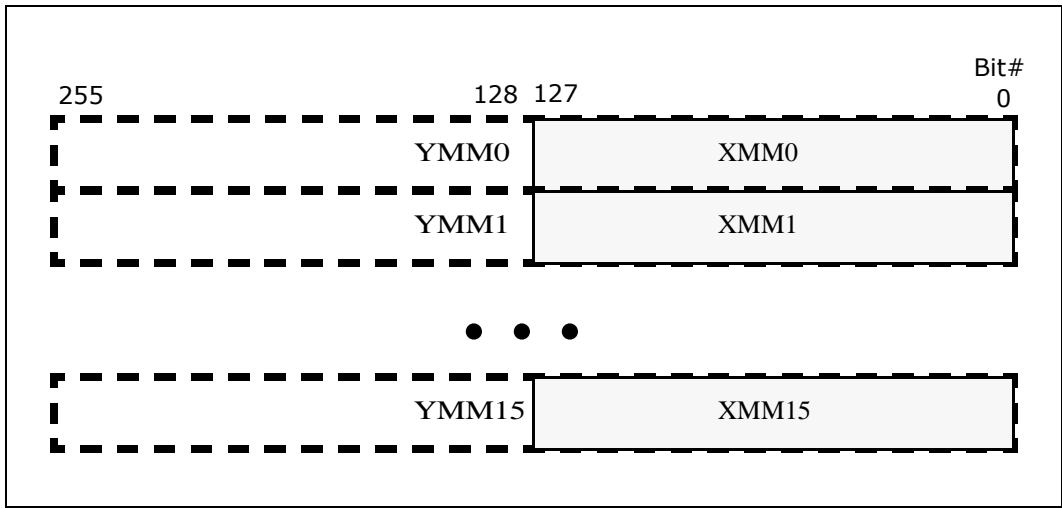 Bit#
255 128 127 0
YMM0 XMM0
YMM1 XMM1
• • •
YMM15 XMM15